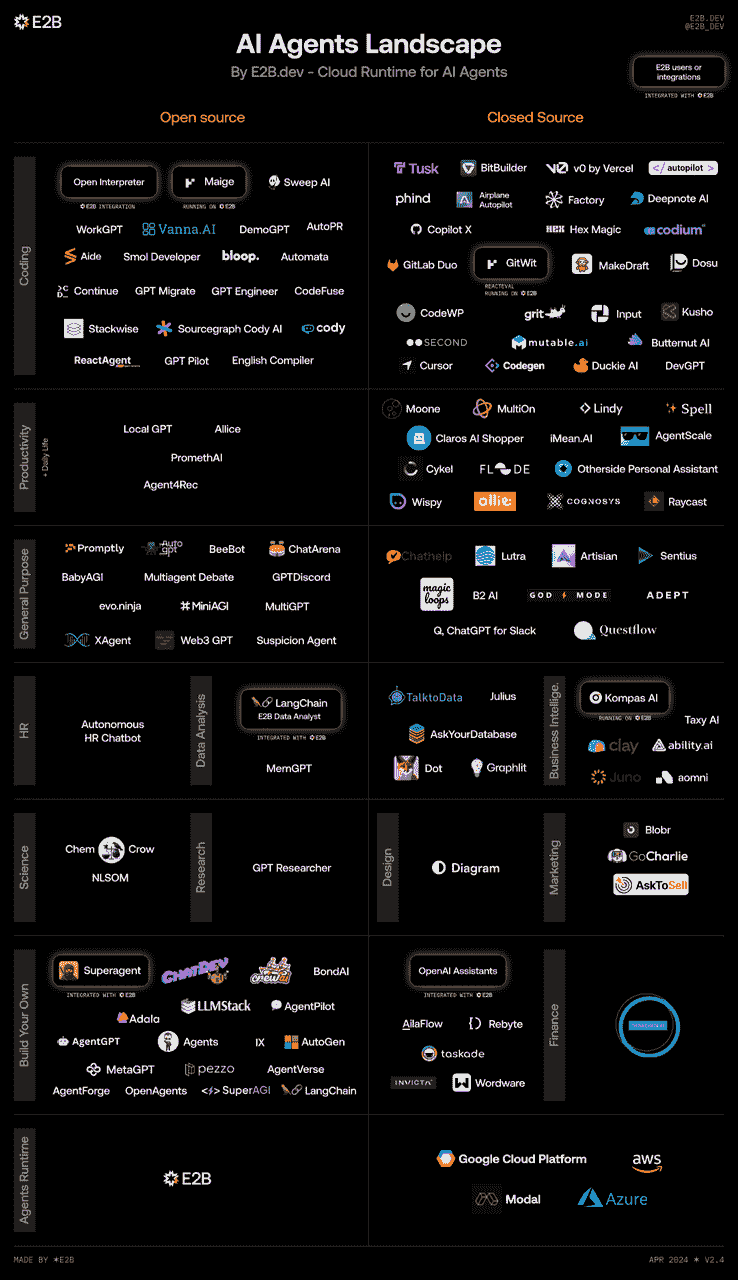 E2B
E2B.DEV
@E2B_DEV
AI Agents Landscape
By E2B.dev - Cloud Runtime for AI Agents
E2B users or
integrations
INTEGRATED WITH E2B
Open source
Closed Source
Coding
Open Interpreter
Maige
Sweep AI
E2B INTEGRATION
RUNNING ON E2B
WorkGPT
Vanna.AI
DemoGPT
AutoPR
Aide
Smol Developer
bloop.
Automata
Continue
GPT Migrate
GPT Engineer
CodeFuse
Stackwise
Sourcegraph Cody AI
cody
ReactAgent
GPT Pilot
English Compiler
Tusk
BitBuilder
v0 by Vercel
</ autopilot >
phind
Airplane
Autopilot
Factory
Deepnote AI
Copilot X
HEX Hex Magic
codium
GitLab Duo
GitWit
MakeDraft
Dosu
REACTEVAL
RUNNING ON E2B
CodeWP
grit
Input
Kusho
SECOND
mutable.ai
Butternut AI
Cursor
Codegen
Duckie AI
DevGPT
Productivity
+ Daily Life
Local GPT
Allice
PromethAI
Agent4Rec
Moone
MultiOn
Lindy
Spell
Claros AI Shopper
iMean.AI
AgentScale
Cykel
Otherside Personal Assistant
Wispy
ollie:
COGNOSYS
Raycast
General Purpose
Promptly
Auto
gpt
BeeBot
ChatArena
BabyAGI
Multiagent Debate
GPTDiscord
evo.ninja
#MiniAGI
MultiGPT
XAgent
Web3 GPT
Suspicion Agent
Chathelp
Lutra
Artisian
Sentius
magic
loops
B2 AI
GOD MODE
ADEPT
Q, ChatGPT for Slack
Questflow
HR
Autonomous
HR Chatbot
Data Analysis
LangChain
E2B Data Analyst
INTEGRATED WITH E2B
MemGPT
TalktoData
Julius
AskYourDatabase
Dot
Graphlit
Business Intellige.
Kompas AI
RUNNING ON E2B
Taxy AI
clay
ability.ai
Juno
aomni
Science
Chem Crow
NLSOM
Research
GPT Researcher
Design
Diagram
Marketing
Blobr
GoCharlie
AskToSell
Build Your Own
Superagent
CHATDEV
crewai
BondAI
INTEGRATED WITH E2B
Adala
LLMStack
AgentPilot
AgentGPT
Agents
IX
AutoGen
MetaGPT
pezzo
AgentVerse
AgentForge
OpenAgents
SuperAGI
LangChain
OpenAI Assistants
INTEGRATED WITH E2B
AilaFlow
Rebyte
taskade
INVICTA
Wordware
Finance
Agents Runtime
E2B
Google Cloud Platform
aws
Modal
Azure
MADE BY ✶E2B
APR 2024 ✶ V2.4